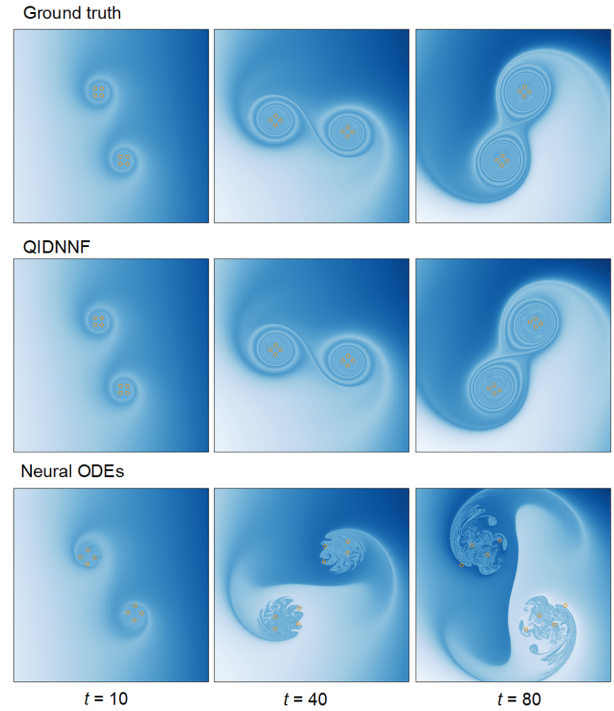 Ground truth
QIDNNF
Neural ODEs
t = 10
t = 40
t = 80